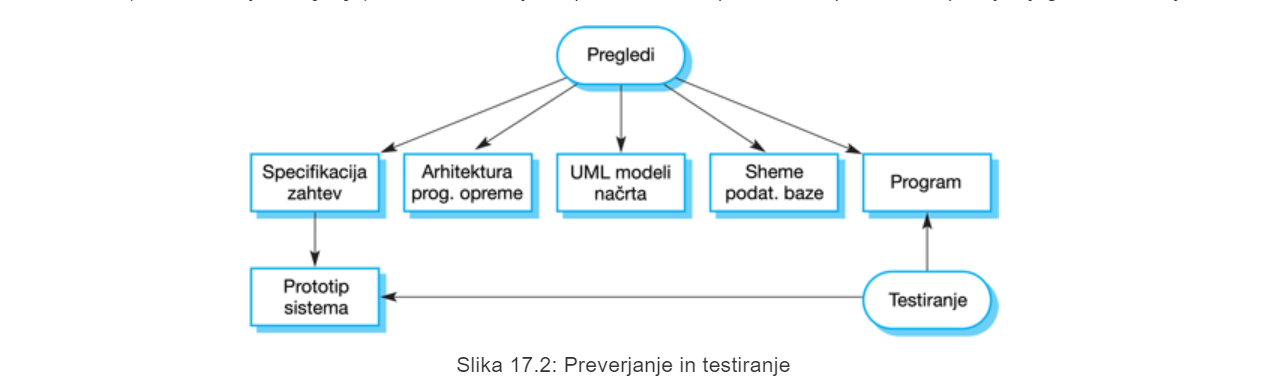 Pregledi
Specifikacija
zahtev
Arhitektura
prog. opreme
UML modeli
načrta
Sheme
podat. baze
Program
Prototip
sistema
Testiranje
Slika 17.2: Preverjanje in testiranje